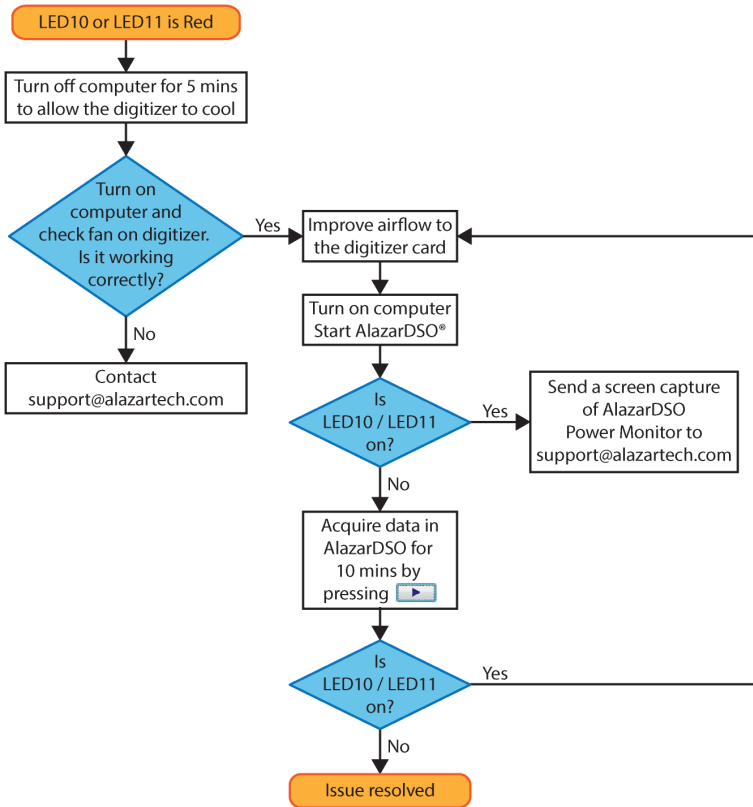 LED10 or LED11 is Red
Turn off computer for 5 mins
to allow the digitizer to cool
Turn on
computer and
check fan on digitizer.
Is it working
correctly?
Yes
No
Contact
support@alazartech.com
Improve airflow to
the digitizer card
Turn on computer
Start AlazarDSO®
Is
LED10 / LED11
on?
Yes
Send a screen capture
of AlazarDSO
Power Monitor to
support@alazartech.com
No
Acquire data in
AlazarDSO for
10 mins by
pressing
Is
LED10 / LED11
on?
Yes
No
Issue resolved